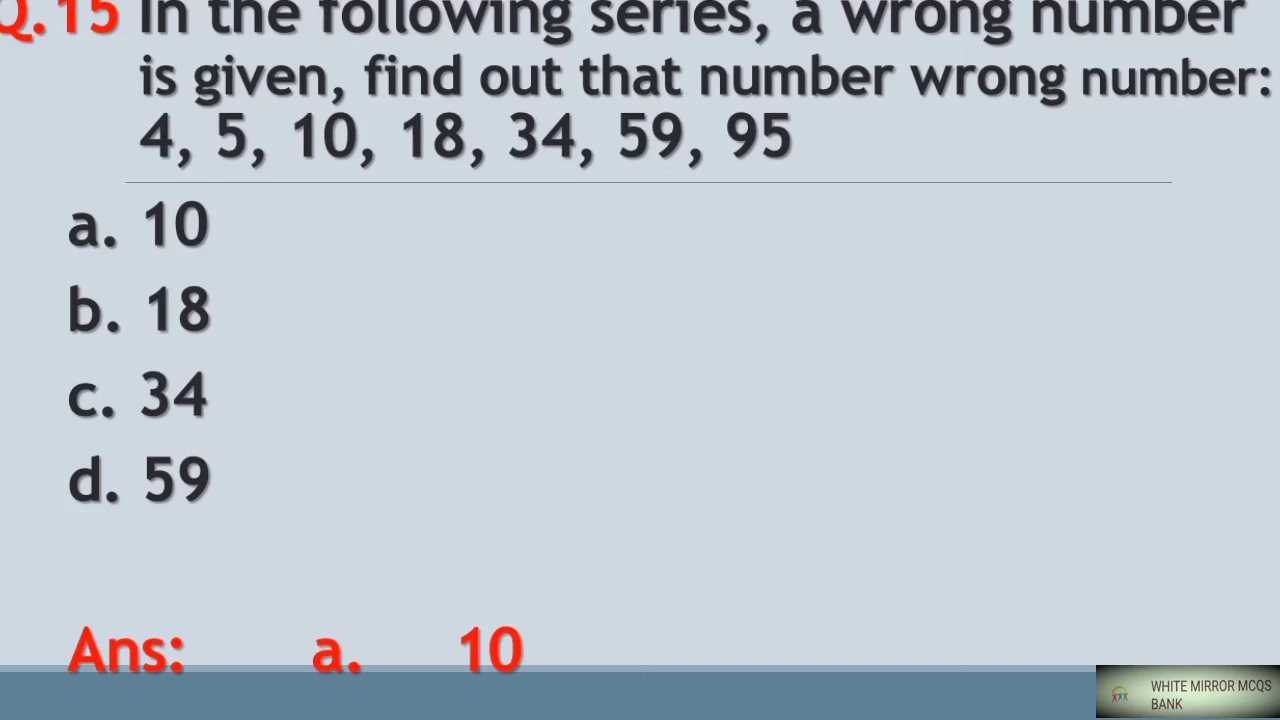 Q.15 In the following series, a wrong number
is given, find out that number wrong number:
4, 5, 10, 18, 34, 59, 95
a. 10
b. 18
c. 34
d. 59
Ans: a. 10
WHITE MIRROR MCQS
BANK